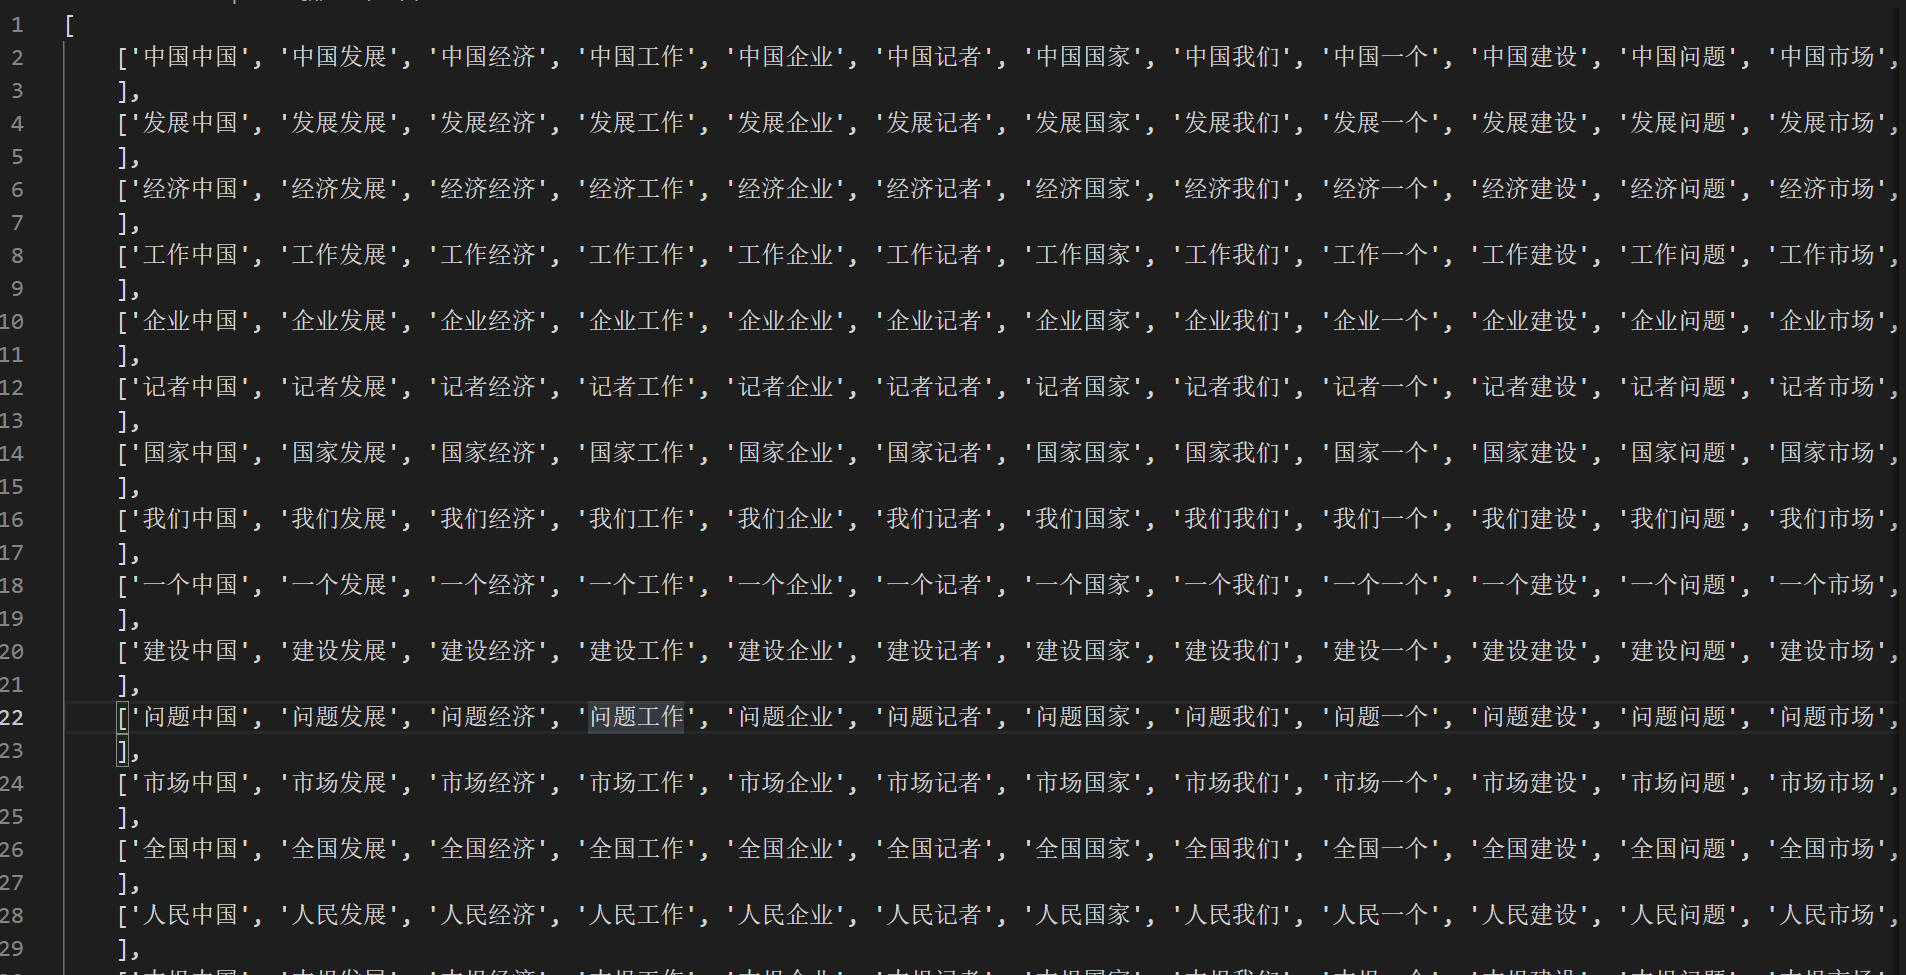 1 [
2 ['中国中国', '中国发展', '中国经济', '中国工作', '中国企业', '中国记者', '中国国家', '中国我们', '中国一个', '中国建设', '中国问题', '中国市场',
3 ],
4 ['发展中国', '发展发展', '发展经济', '发展工作', '发展企业', '发展记者', '发展国家', '发展我们', '发展一个', '发展建设', '发展问题', '发展市场',
5 ],
6 ['经济中国', '经济发展', '经济经济', '经济工作', '经济企业', '经济记者', '经济国家', '经济我们', '经济一个', '经济建设', '经济问题', '经济市场',
7 ],
8 ['工作中国', '工作发展', '工作经济', '工作工作', '工作企业', '工作记者', '工作国家', '工作我们', '工作一个', '工作建设', '工作问题', '工作市场',
9 ],
10 ['企业中国', '企业发展', '企业经济', '企业工作', '企业企业', '企业记者', '企业国家', '企业我们', '企业一个', '企业建设', '企业问题', '企业市场',
11 ],
12 ['记者中国', '记者发展', '记者经济', '记者工作', '记者企业', '记者记者', '记者国家', '记者我们', '记者一个', '记者建设', '记者问题', '记者市场',
13 ],
14 ['国家中国', '国家发展', '国家经济', '国家工作', '国家企业', '国家记者', '国家国家', '国家我们', '国家一个', '国家建设', '国家问题', '国家市场',
15 ],
16 ['我们中国', '我们发展', '我们经济', '我们工作', '我们企业', '我们记者', '我们国家', '我们我们', '我们一个', '我们建设', '我们问题', '我们市场',
17 ],
18 ['一个中国', '一个发展', '一个经济', '一个工作', '一个企业', '一个记者', '一个国家', '一个我们', '一个一个', '一个建设', '一个问题', '一个市场',
19 ],
20 ['建设中国', '建设发展', '建设经济', '建设工作', '建设企业', '建设记者', '建设国家', '建设我们', '建设一个', '建设建设', '建设问题', '建设市场',
21 ],
22 ['问题中国', '问题发展', '问题经济', '问题工作', '问题企业', '问题记者', '问题国家', '问题我们', '问题一个', '问题建设', '问题问题', '问题市场',
23 ],
24 ['市场中国', '市场发展', '市场经济', '市场工作', '市场企业', '市场记者', '市场国家', '市场我们', '市场一个', '市场建设', '市场问题', '市场市场',
25 ],
26 ['全国中国', '全国发展', '全国经济', '全国工作', '全国企业', '全国记者', '全国国家', '全国我们', '全国一个', '全国建设', '全国问题', '全国市场',
27 ],
28 ['人民中国', '人民发展', '人民经济', '人民工作', '人民企业', '人民记者', '人民国家', '人民我们', '人民一个', '人民建设', '人民问题', '人民市场',
29 ],